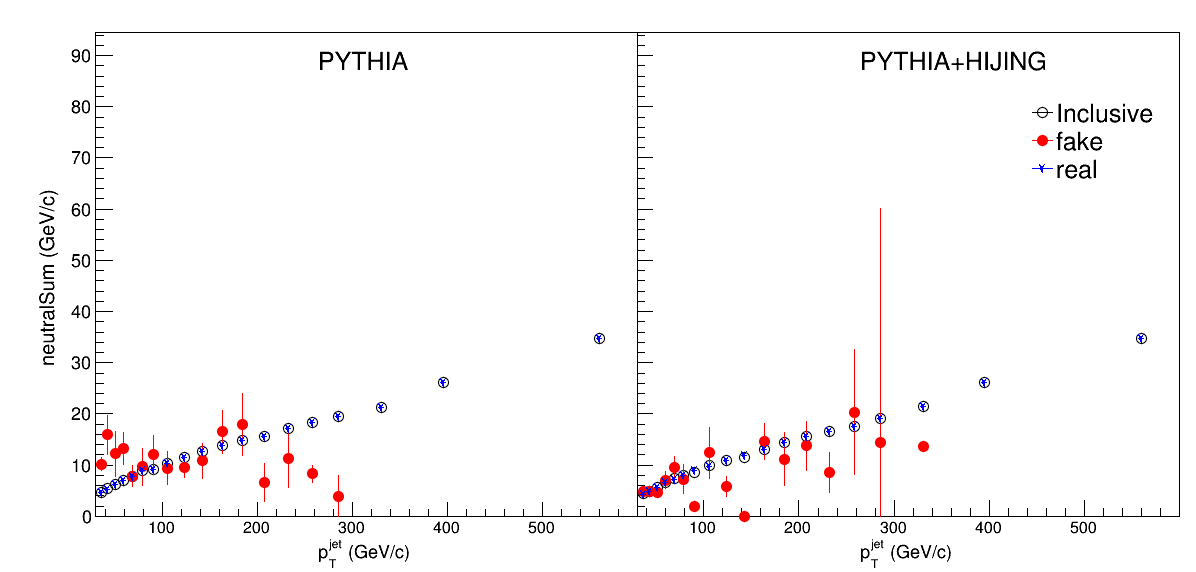 PYTHIA
PYTHIA+HIJING
Inclusive
fake
real
neutralSum (GeV/c)
90
80
70
60
50
40
30
20
10
0
100 200 300 400 500
100 200 300 400 500
p_T^jet (GeV/c)
p_T^jet (GeV/c)